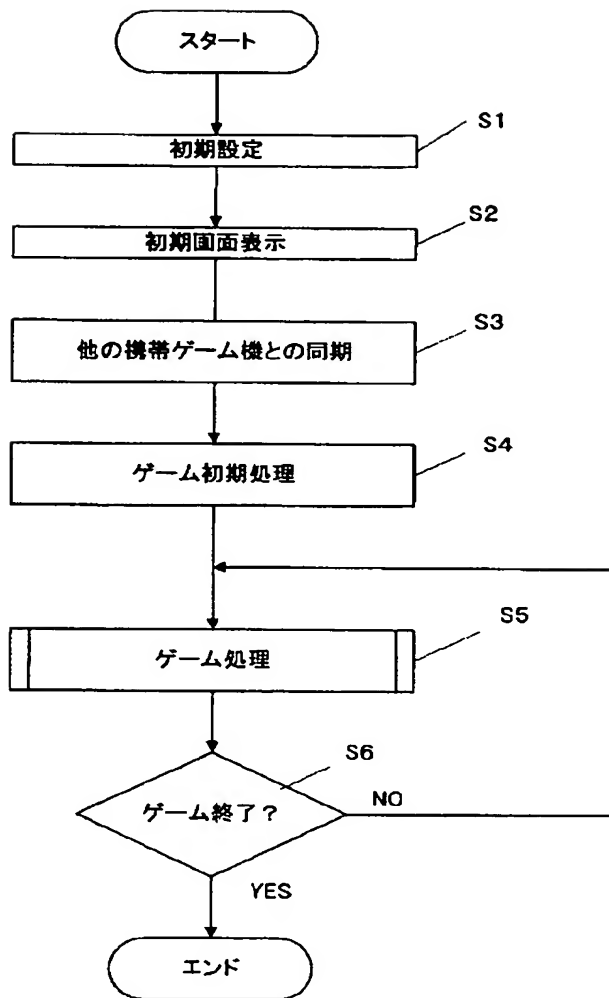 スタート
S1
初期設定
S2
初期画面表示
S3
他の携帯ゲーム機との同期
S4
ゲーム初期処理
S5
ゲーム処理
S6
ゲーム終了?
NO
YES
エンド